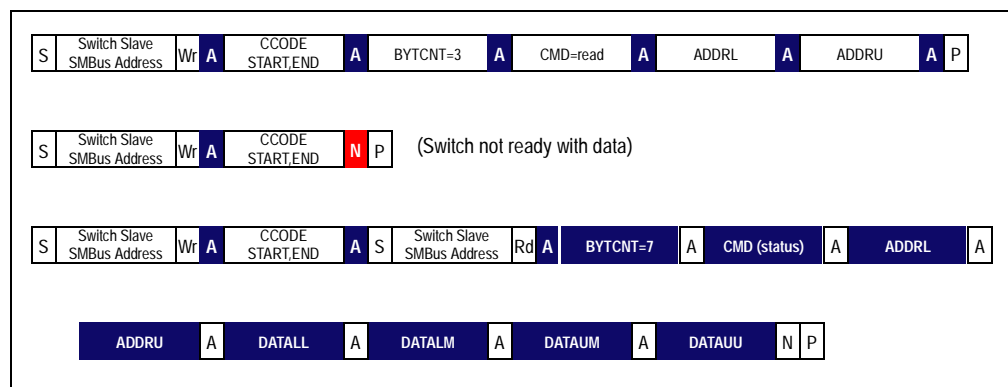 S Switch Slave SMBus Address Wr A CCODE START,END A BYTCNT=3 A CMD=read A ADDRL A ADDRU A P
S Switch Slave SMBus Address Wr A CCODE START,END N P (Switch not ready with data)
S Switch Slave SMBus Address Wr A CCODE START,END A S Switch Slave SMBus Address Rd A BYTCNT=7 A CMD (status) A ADDRL A
ADDRU A DATALL A DATALM A DATAUM A DATAUU N P